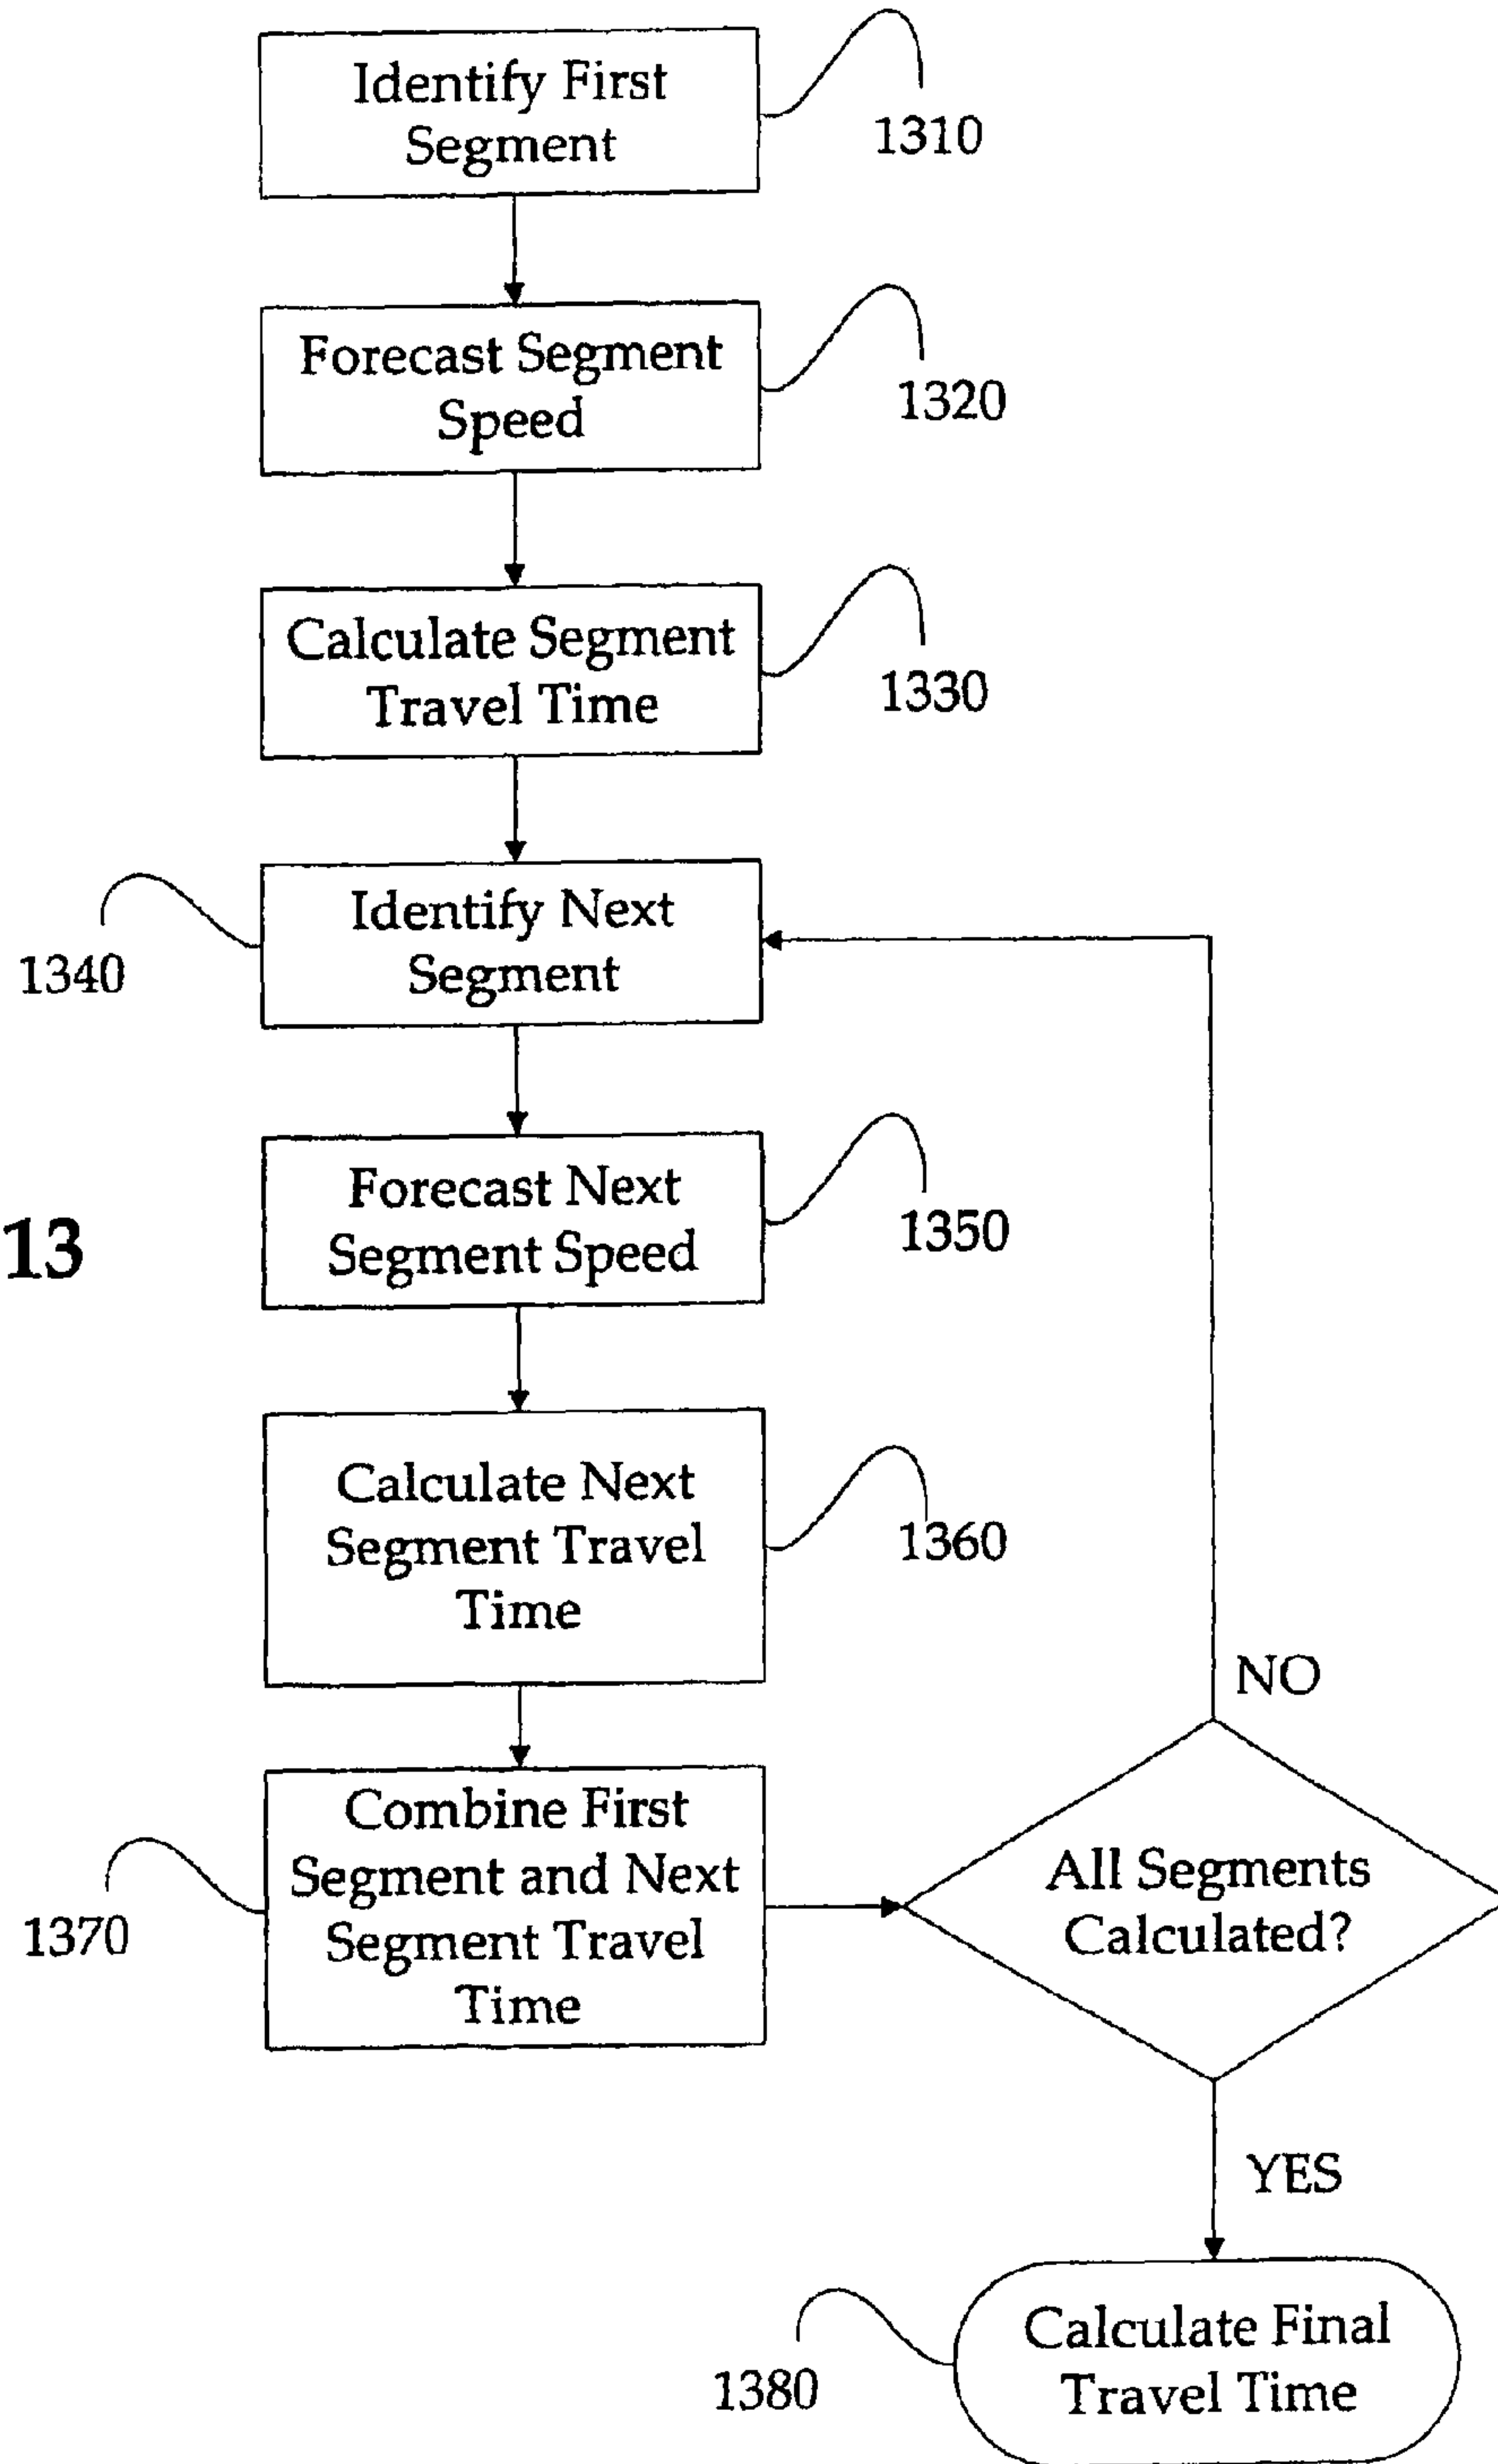 Identify First
Segment
1310
Forecast Segment
Speed
1320
Calculate Segment
Travel Time
1330
Identify Next
Segment
1340
Forecast Next
Segment Speed
1350
13
Calculate Next
Segment Travel
Time
1360
NO
Combine First
Segment and Next
Segment Travel
Time
1370
All Segments
Calculated?
YES
Calculate Final
Travel Time
1380